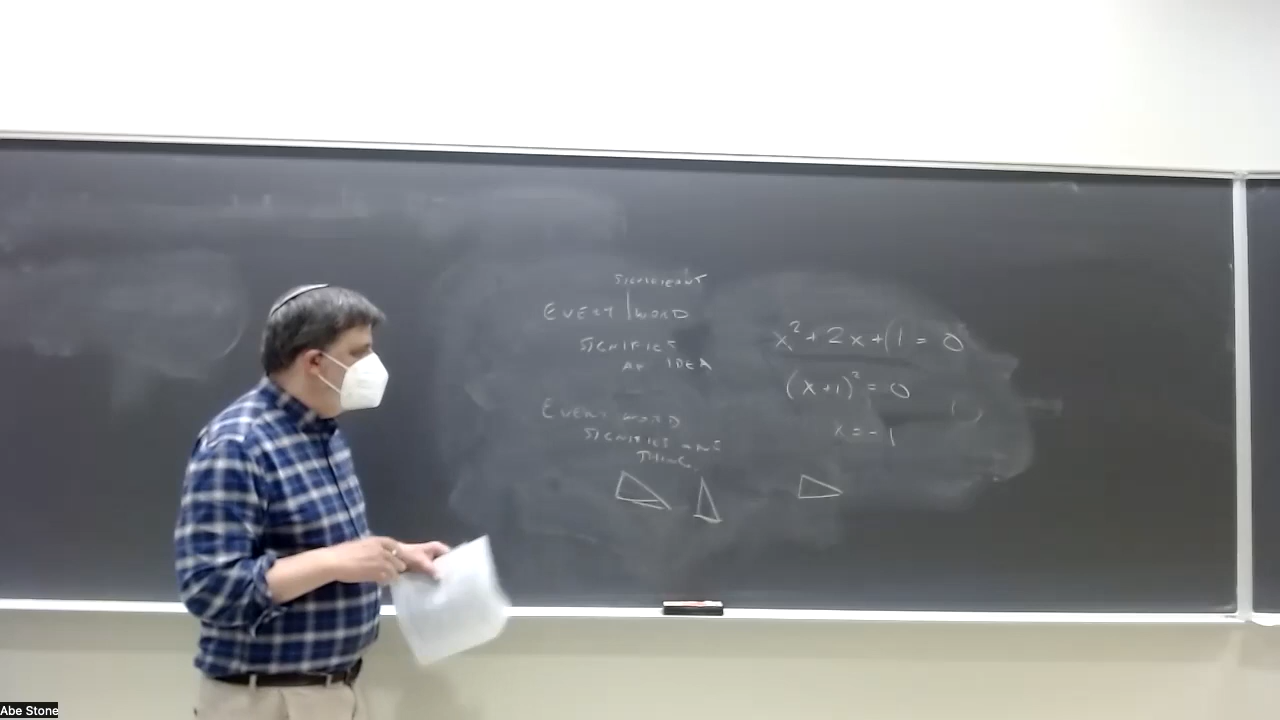 SIGNIFICANT
EVERY WORD
SIGNIFIES
AN IDEA
EVERY WORD
SIGNIFIES ONE
THING.
x² + 2x + (1 = 0
(x+1)² = 0
x = -1
Abe Stone